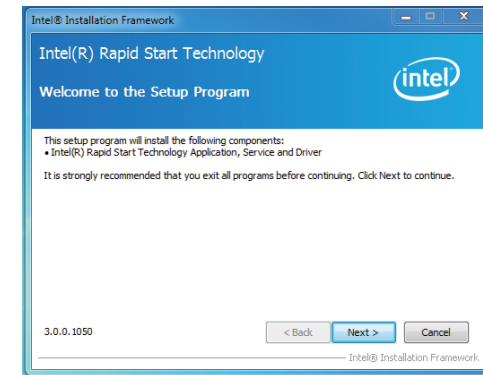 Intel® Installation Framework
Intel(R) Rapid Start Technology
Welcome to the Setup Program
intel
This setup program will install the following components:
• Intel(R) Rapid Start Technology Application, Service and Driver
It is strongly recommended that you exit all programs before continuing. Click Next to continue.
3.0.0.1050
< Back
Next >
Cancel
Intel® Installation Framework